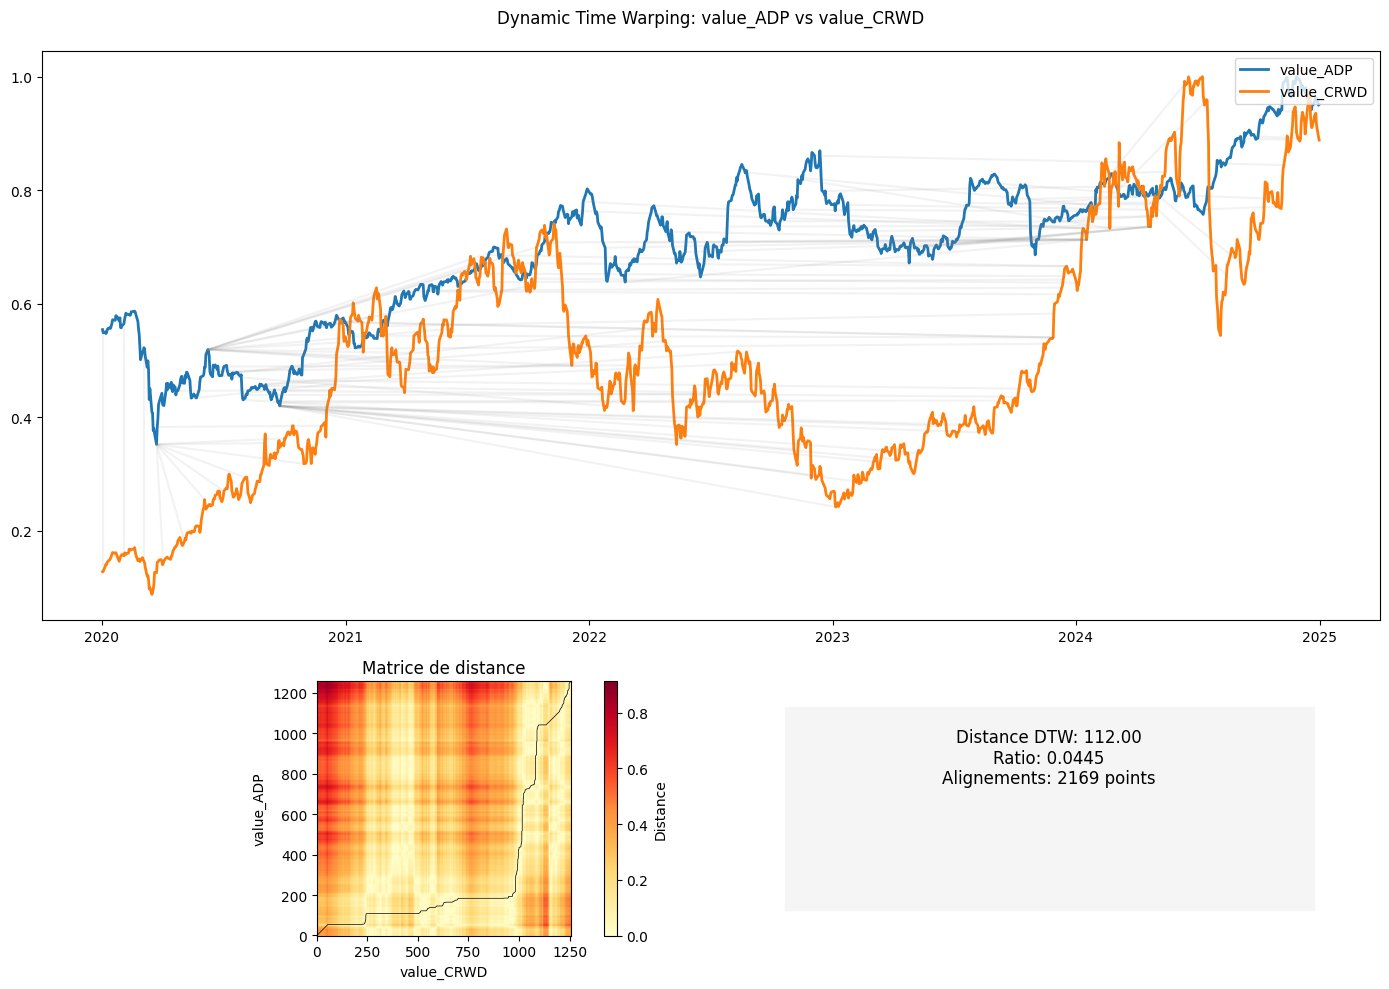 Dynamic Time Warping: value_ADP vs value_CRWD
value_ADP
value_CRWD
1.0
0.8
0.6
0.4
0.2
2020 2021 2022 2023 2024 2025
Matrice de distance
value_ADP
1200
1000
800
600
400
200
0
0 250 500 750 1000 1250
value_CRWD
0.8
0.6
0.4
0.2
0.0
Distance
Distance DTW: 112.00
Ratio: 0.0445
Alignements: 2169 points